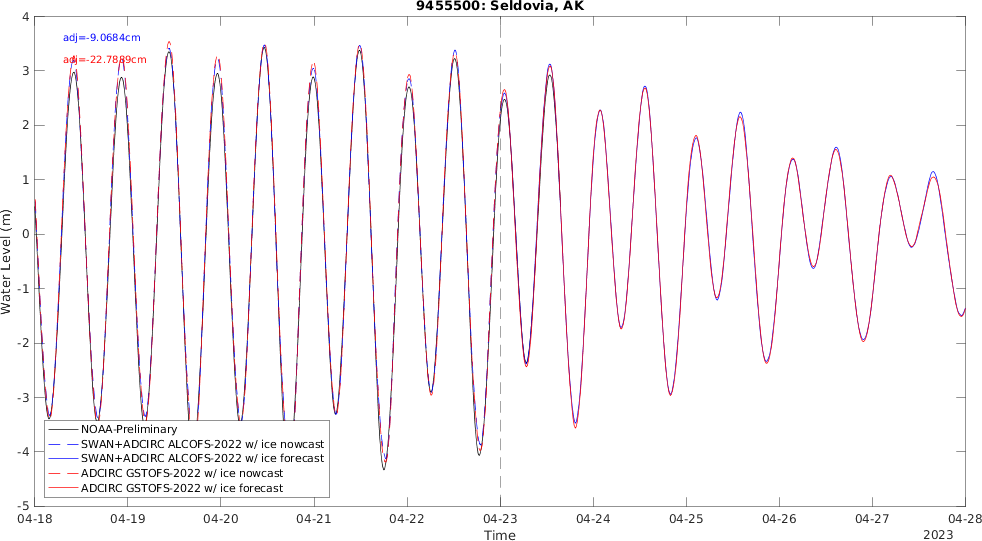 9455500: Seldovia, AK
adj=-9.0684cm
adj=-22.7889cm
4
3
2
1
0
-1
-2
-3
-4
-5
Water Level (m)
NOAA-Preliminary
SWAN+ADCIRC ALCOFS-2022 w/ ice nowcast
SWAN+ADCIRC ALCOFS-2022 w/ ice forecast
ADCIRC GSTOFS-2022 w/ ice nowcast
ADCIRC GSTOFS-2022 w/ ice forecast
04-18 04-19 04-20 04-21 04-22 04-23 04-24 04-25 04-26 04-27 04-28
Time
2023